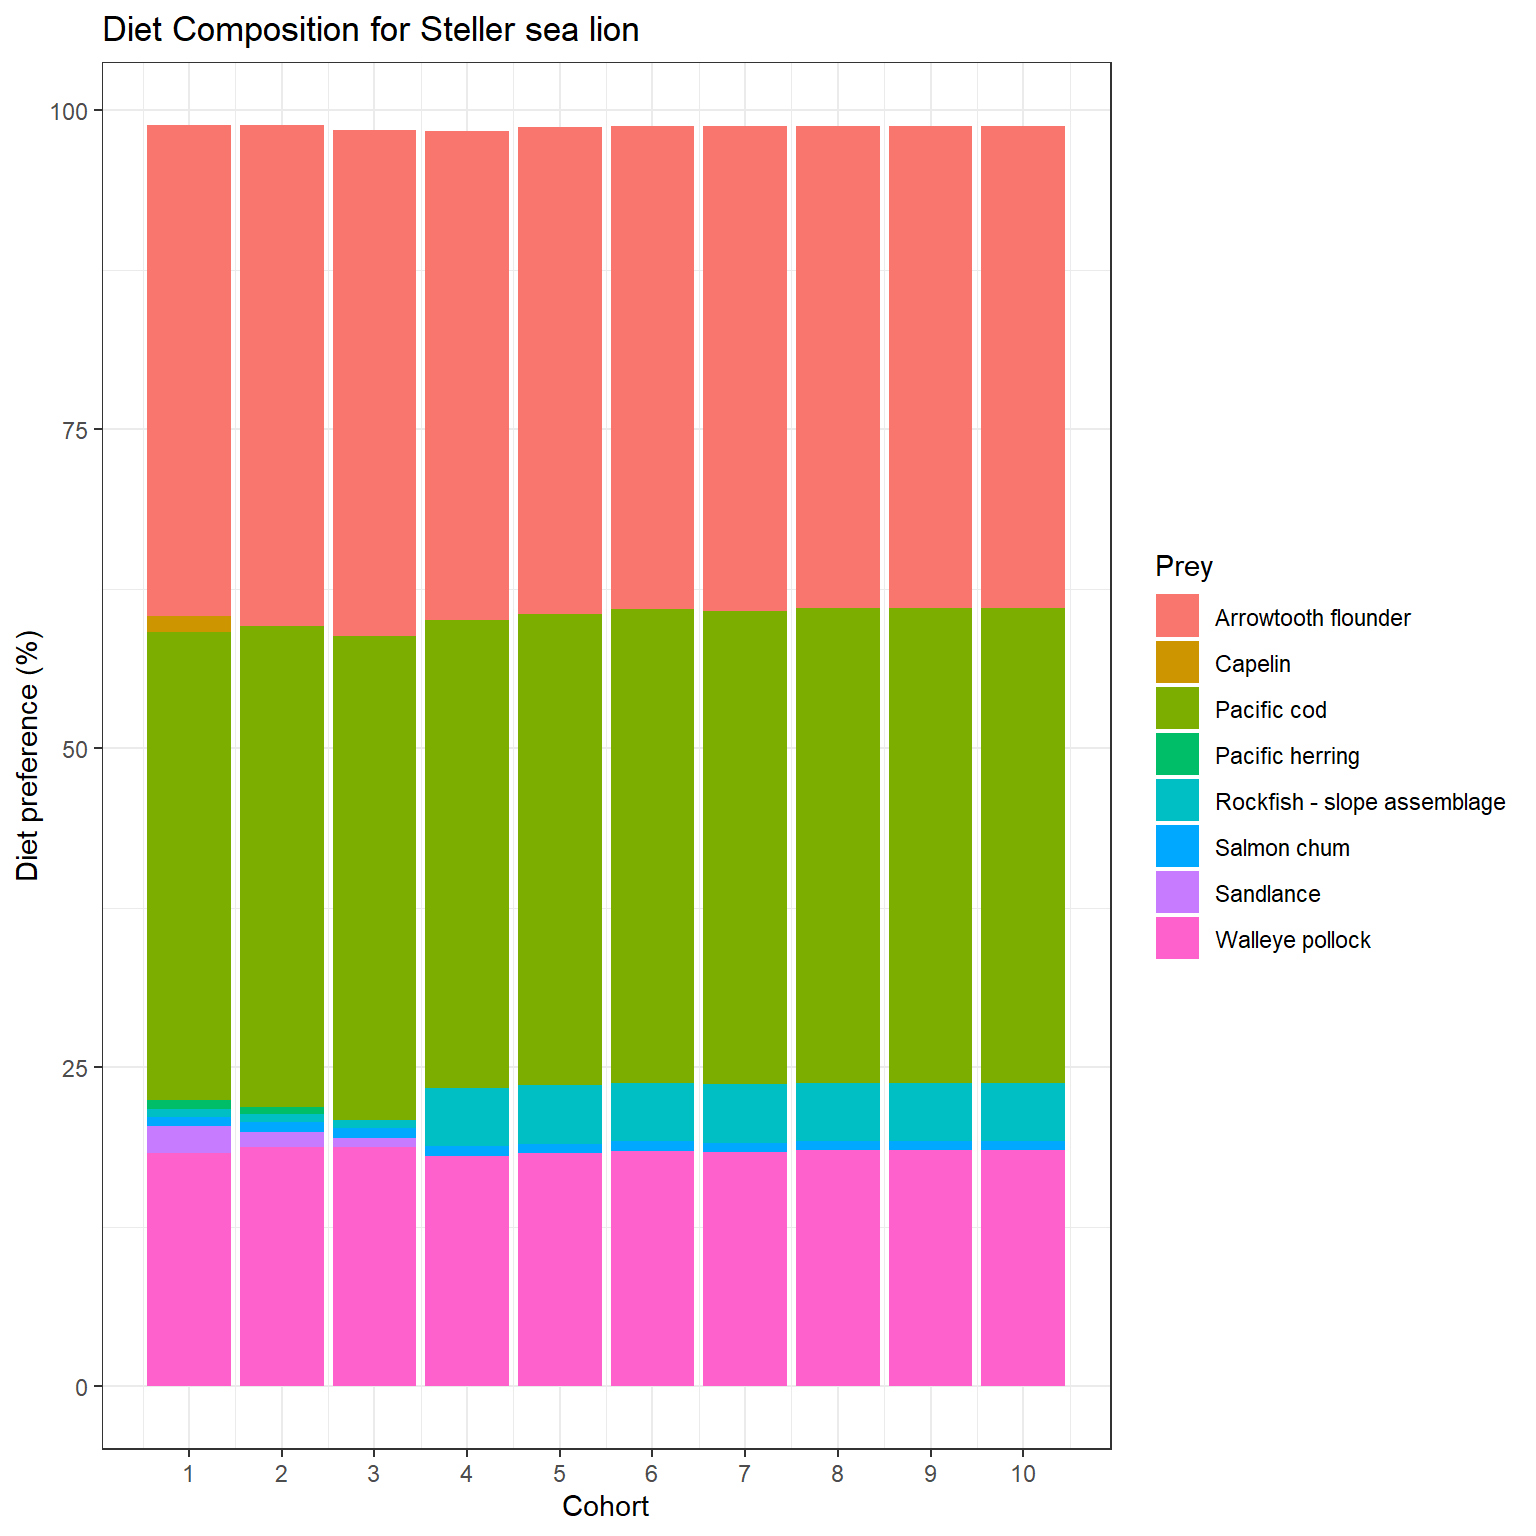 Diet Composition for Steller sea lion
Diet preference (%)
100
75
50
25
0
1 2 3 4 5 6 7 8 9 10
Cohort
Prey
Arrowtooth flounder
Capelin
Pacific cod
Pacific herring
Rockfish - slope assemblage
Salmon chum
Sandlance
Walleye pollock